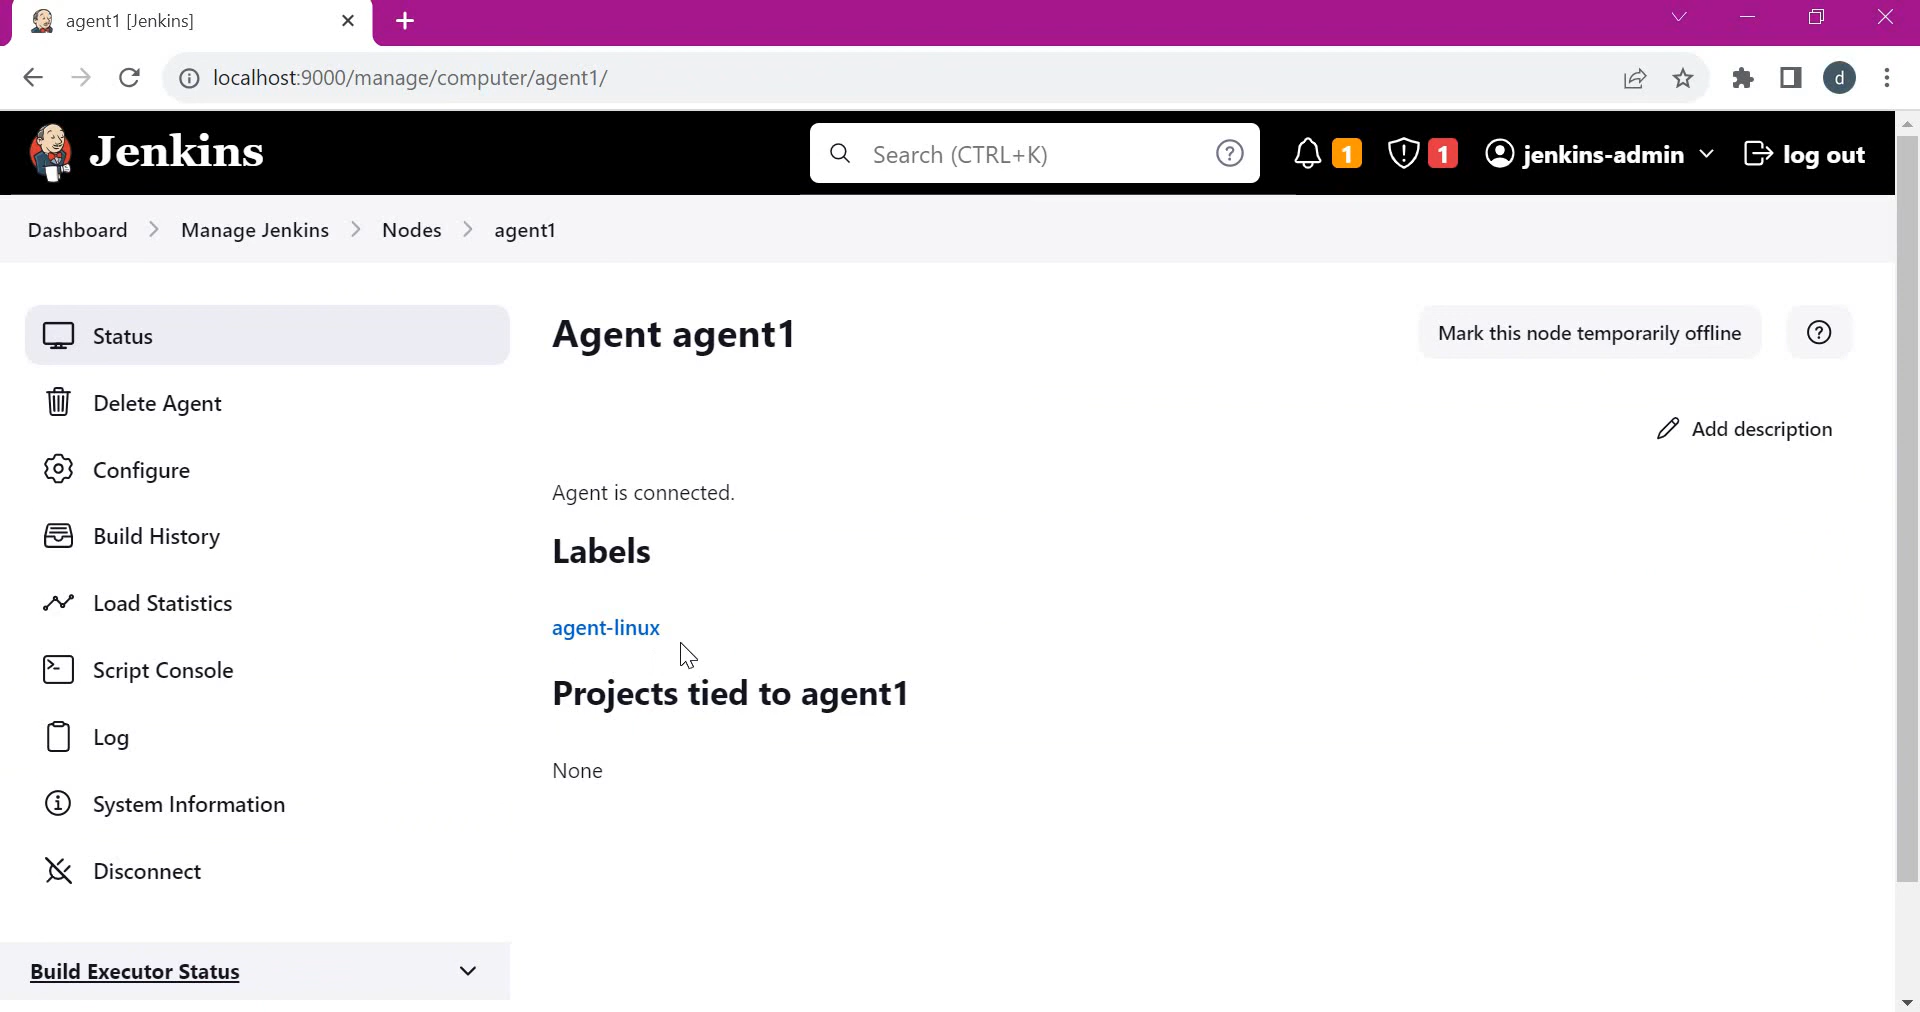 agent1 [Jenkins]
localhost:9000/manage/computer/agent1/
d
Jenkins
Search (CTRL+K)
1
1
jenkins-admin
log out
Dashboard
Manage Jenkins
Nodes
agent1
Status
Delete Agent
Configure
Build History
Load Statistics
Script Console
Log
System Information
Disconnect
Build Executor Status
Agent agent1
Mark this node temporarily offline
Add description
Agent is connected.
Labels
agent-linux
Projects tied to agent1
None